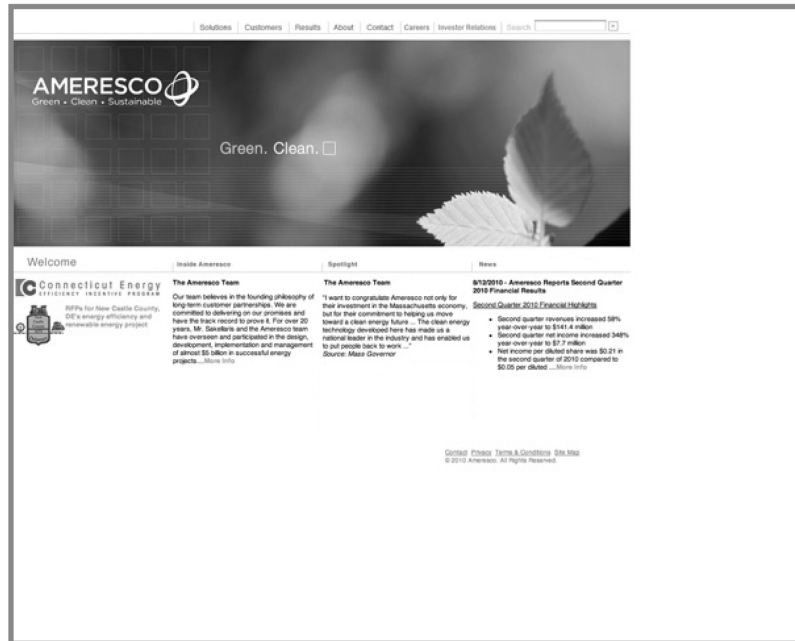 Solutions Customers Results About Contact Careers Investor Relations Search
AMERESCO
Green • Clean • Sustainable
Green. Clean.
Welcome
Connecticut Energy
EFFICIENCY INCENTIVE PROGRAM
RFPs for New Castle County,
DE's energy efficiency and
renewable energy project
Inside Ameresco
The Ameresco Team
Our team believes in the founding philosophy of
long-term customer partnerships. We are
committed to delivering on our promises and
have the track record to prove it. For over 20
years, Mr. Sakellaris and the Ameresco team
have overseen and participated in the design,
development, implementation and management
of almost $5 billion in successful energy
projects....More Info
Spotlight
The Ameresco Team
"I want to congratulate Ameresco not only for
their investment in the Massachusetts economy,
but for their commitment to helping us move
toward a clean energy future ... The clean energy
technology developed here has made us a
national leader in the industry and has enabled us
to put people back to work ..."
Source: Mass Governor
News
8/12/2010 - Ameresco Reports Second Quarter
2010 Financial Results
Second Quarter 2010 Financial Highlights
• Second quarter revenues increased 58%
year-over-year to $141.4 million
• Second quarter net income increased 348%
year-over-year to $7.7 million
• Net income per diluted share was $0.21 in
the second quarter of 2010 compared to
$0.05 per diluted ....More Info
Contact Privacy Terms & Conditions Site Map
© 2010 Ameresco. All Rights Reserved.